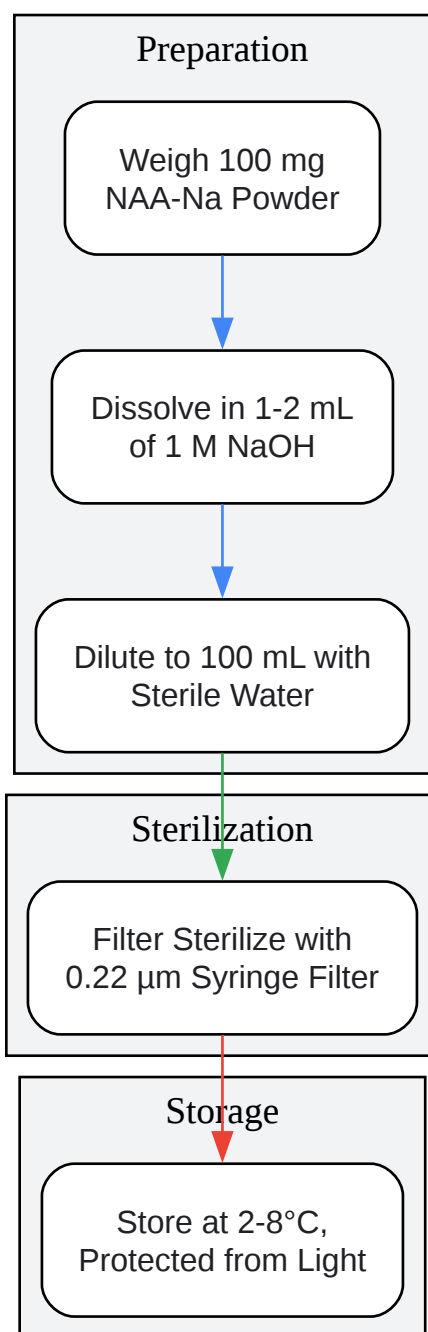 Preparation
Weigh 100 mg
NAA-Na Powder
Dissolve in 1-2 mL
of 1 M NaOH
Dilute to 100 mL with
Sterile Water
Sterilization
Filter Sterilize with
0.22 µm Syringe Filter
Storage
Store at 2-8°C,
Protected from Light